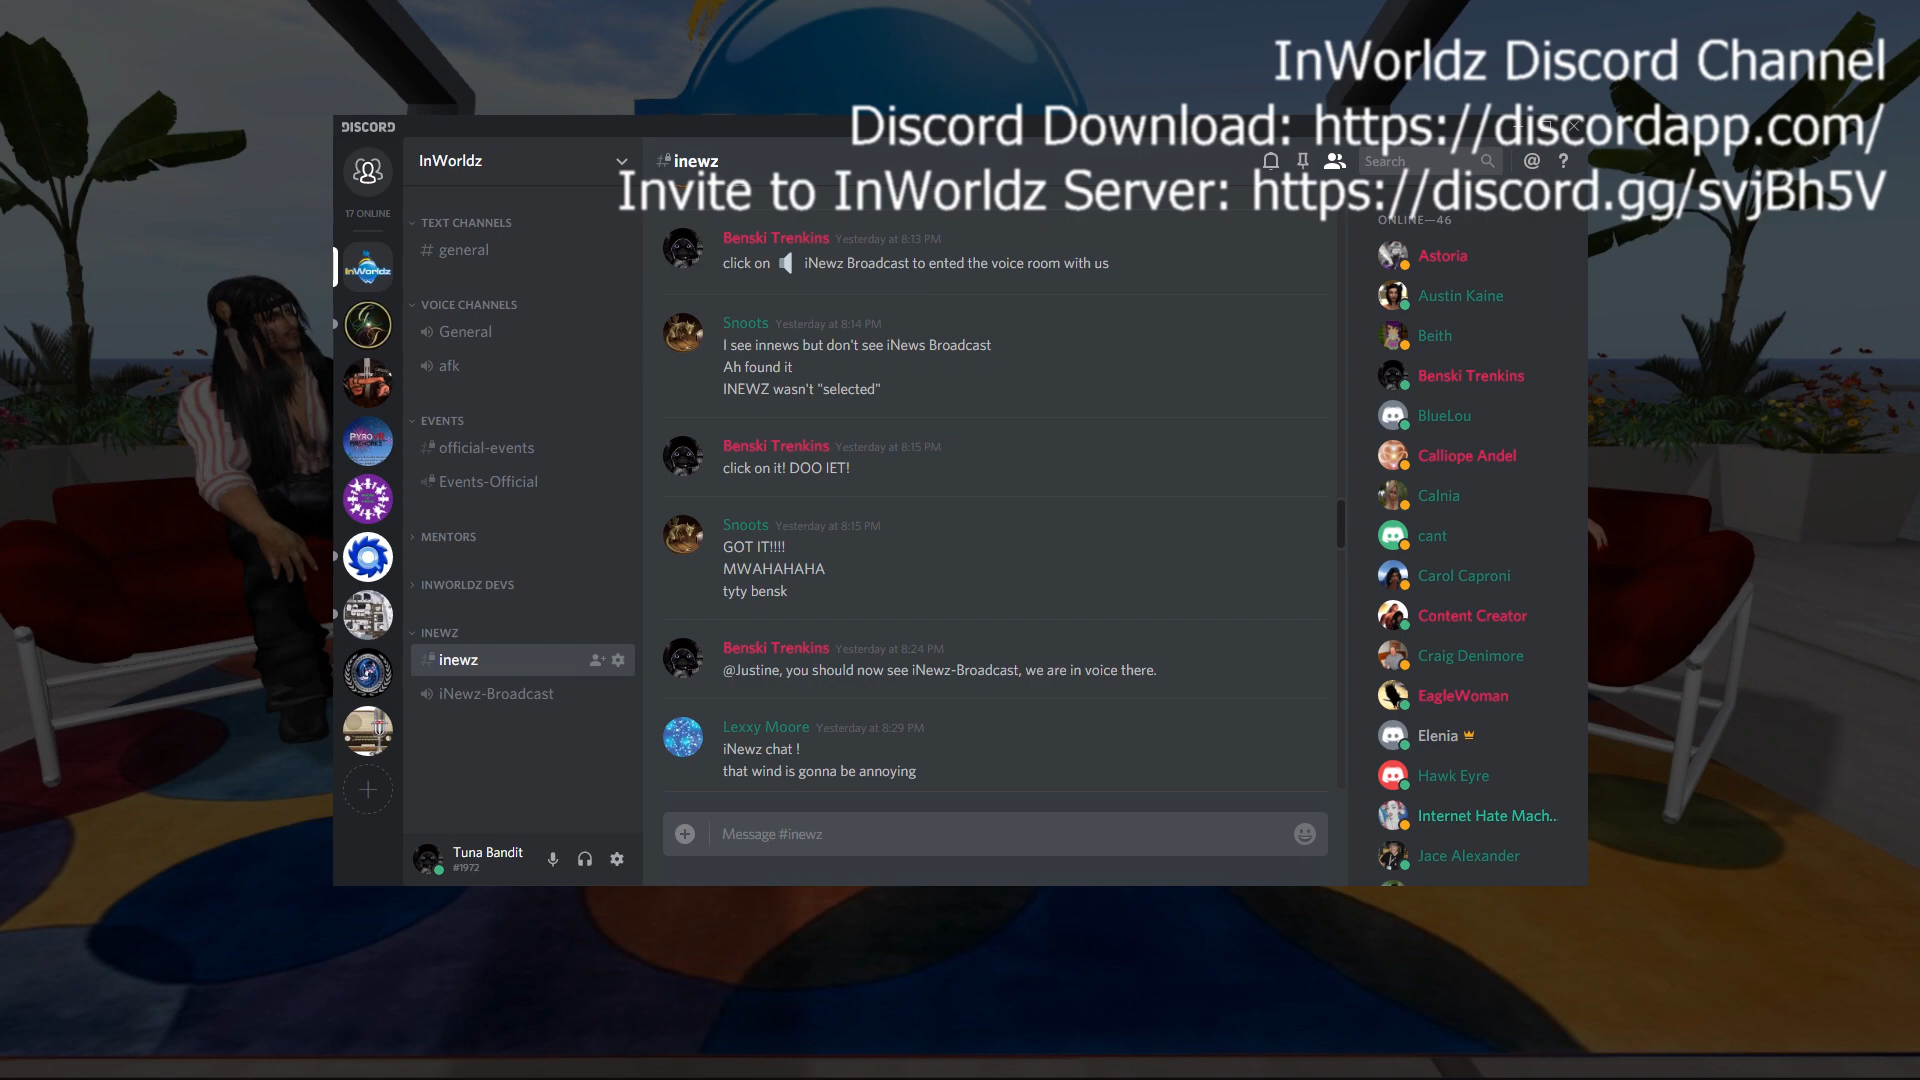 InWorldz Discord Channel
Discord Download: https://discordapp.com/
Invite to InWorldz Server: https://discord.gg/svjBh5V
DISCORD
17 ONLINE
InWorldz
InWorldz
TEXT CHANNELS
# general
VOICE CHANNELS
General
afk
EVENTS
official-events
Events-Official
MENTORS
INWORLDZ DEVS
INEWZ
inewz
iNewz-Broadcast
Tuna Bandit
#1972
inewz
Search
Benski Trenkins Yesterday at 8:13 PM
click on iNewz Broadcast to ented the voice room with us
Snoots Yesterday at 8:14 PM
I see innews but don't see iNews Broadcast
Ah found it
INEWZ wasn't "selected"
Benski Trenkins Yesterday at 8:15 PM
click on it! DOO IET!
Snoots Yesterday at 8:15 PM
GOT IT!!!!
MWAHAHAHA
tyty bensk
Benski Trenkins Yesterday at 8:24 PM
@Justine, you should now see iNewz-Broadcast, we are in voice there.
Lexxy Moore Yesterday at 8:29 PM
iNewz chat !
that wind is gonna be annoying
Message #inewz
ONLINE—46
Astoria
Austin Kaine
Beith
Benski Trenkins
BlueLou
Calliope Andel
Calnia
cant
Carol Caproni
Content Creator
Craig Denimore
EagleWoman
Elenia
Hawk Eyre
Internet Hate Mach...
Jace Alexander